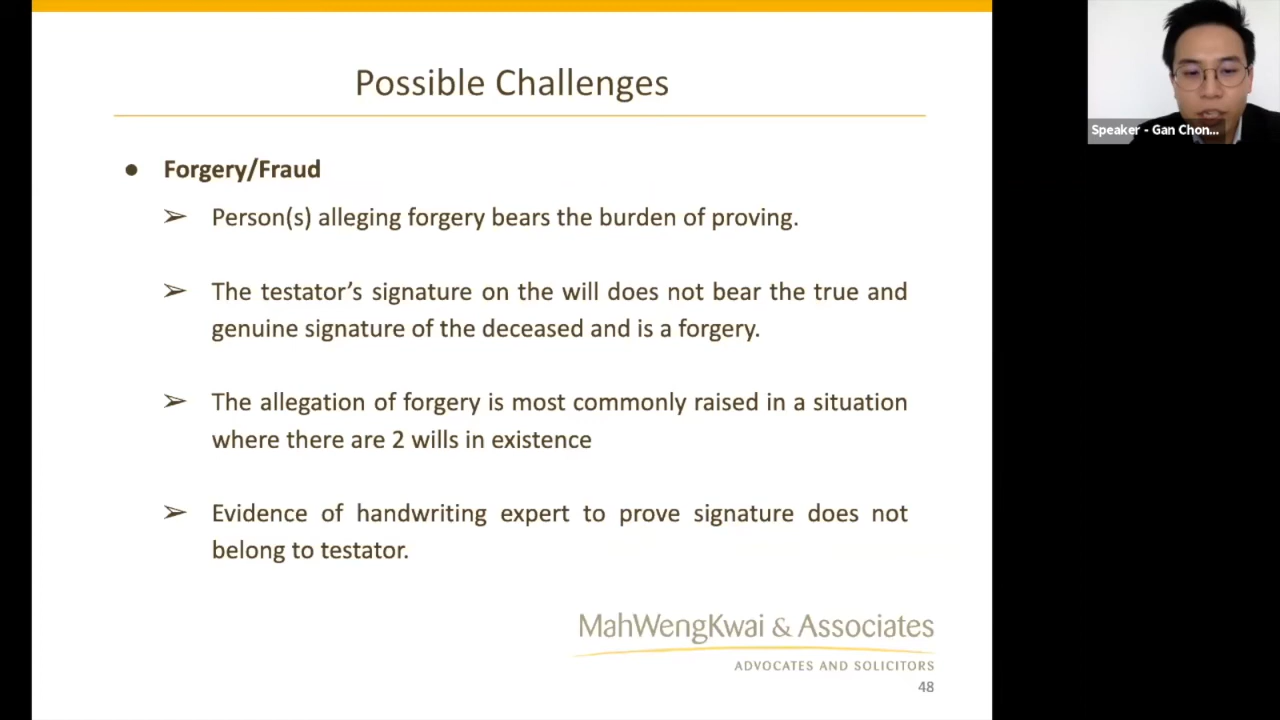 Possible Challenges
● Forgery/Fraud
➢ Person(s) alleging forgery bears the burden of proving.
➢ The testator’s signature on the will does not bear the true and
genuine signature of the deceased and is a forgery.
➢ The allegation of forgery is most commonly raised in a situation
where there are 2 wills in existence
➢ Evidence of handwriting expert to prove signature does not
belong to testator.
MahWengKwai & Associates
ADVOCATES AND SOLICITORS
48
Speaker - Gan Chon...